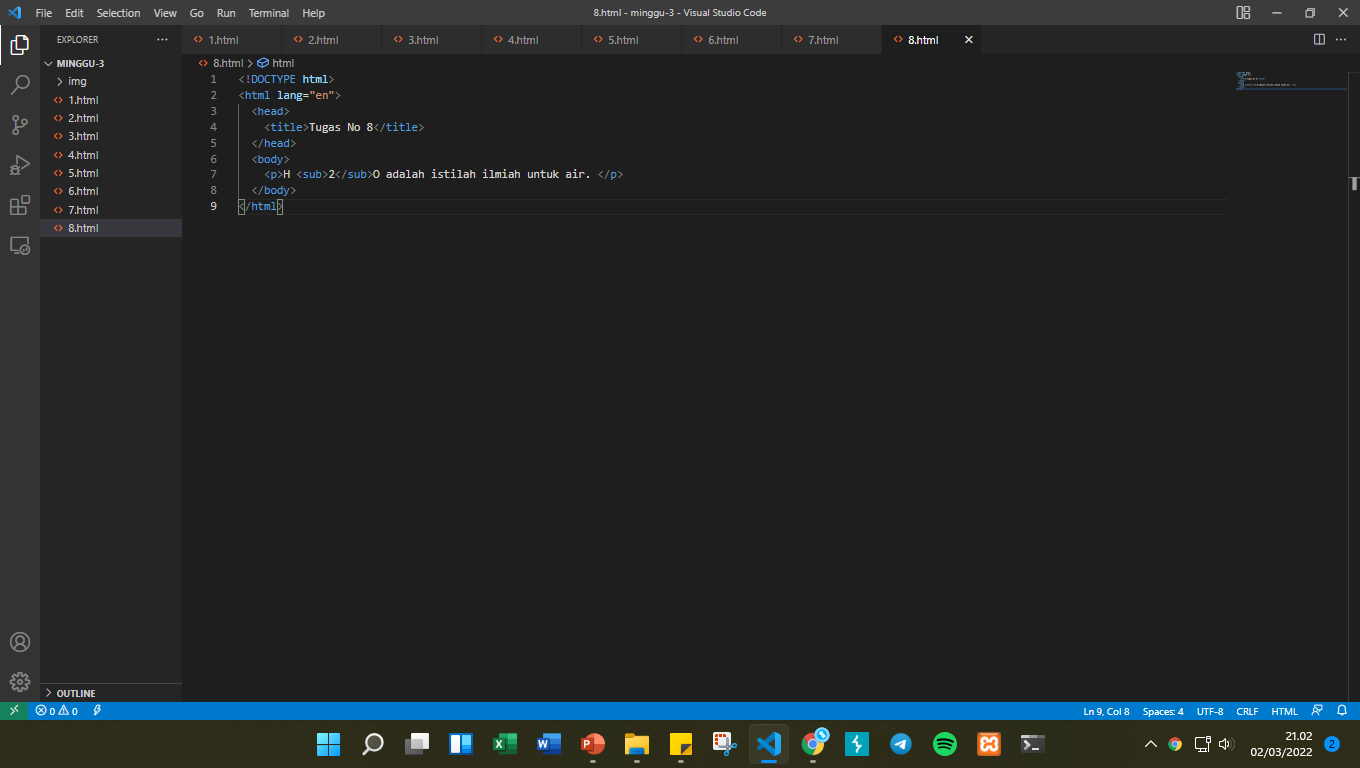 File Edit Selection View Go Run Terminal Help 8.html - minggu-3 - Visual Studio Code
EXPLORER ··· 1.html 2.html 3.html 4.html 5.html 6.html 7.html 8.html
MINGGU-3
img
1.html
2.html
3.html
4.html
5.html
6.html
7.html
8.html
8.html > html
1 <!DOCTYPE html>
2 <html lang="en">
3 <head>
4 <title>Tugas No 8</title>
5 </head>
6 <body>
7 <p>H <sub>2</sub>O adalah istilah ilmiah untuk air. </p>
8 </body>
9 </html>
OUTLINE
0 0 Ln 9, Col 8 Spaces: 4 UTF-8 CRLF HTML
21.02
02/03/2022 2